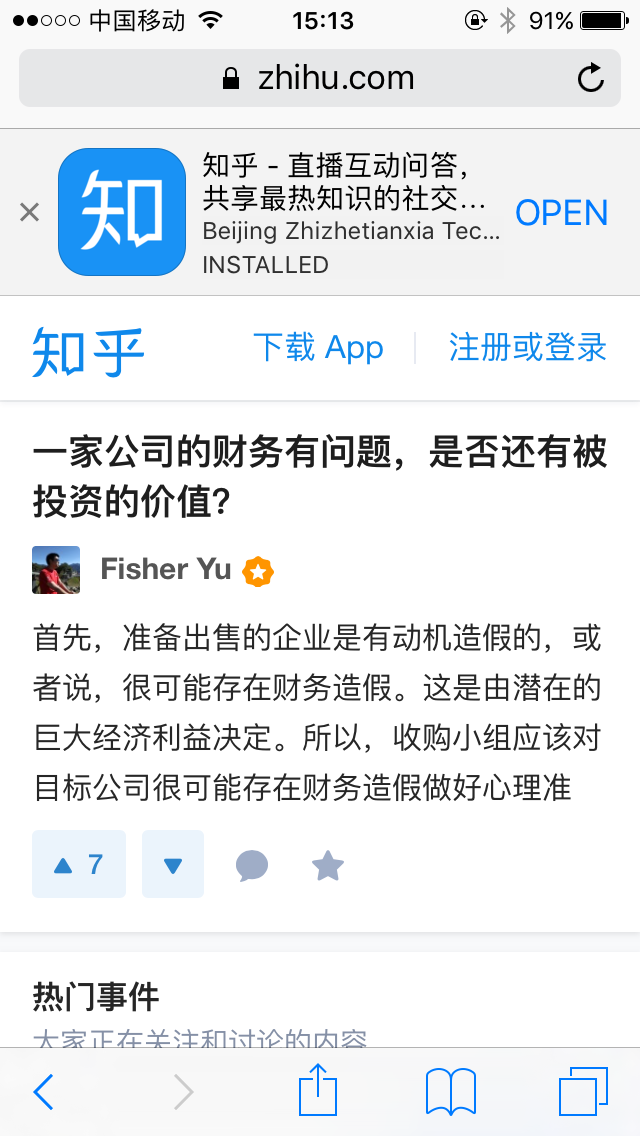 中国移动 15:13 91%
zhihu.com
知
知乎 - 直播互动问答，
共享最热知识的社交...
Beijing Zhizhetianxia Tec...
INSTALLED
OPEN
知乎 下载 App 注册或登录
一家公司的财务有问题，是否还有被
投资的价值？
Fisher Yu
首先，准备出售的企业是有动机造假的，或
者说，很可能存在财务造假。这是由潜在的
巨大经济利益决定。所以，收购小组应该对
目标公司很可能存在财务造假做好心理准
7
热门事件
大家正在关注和讨论的内容